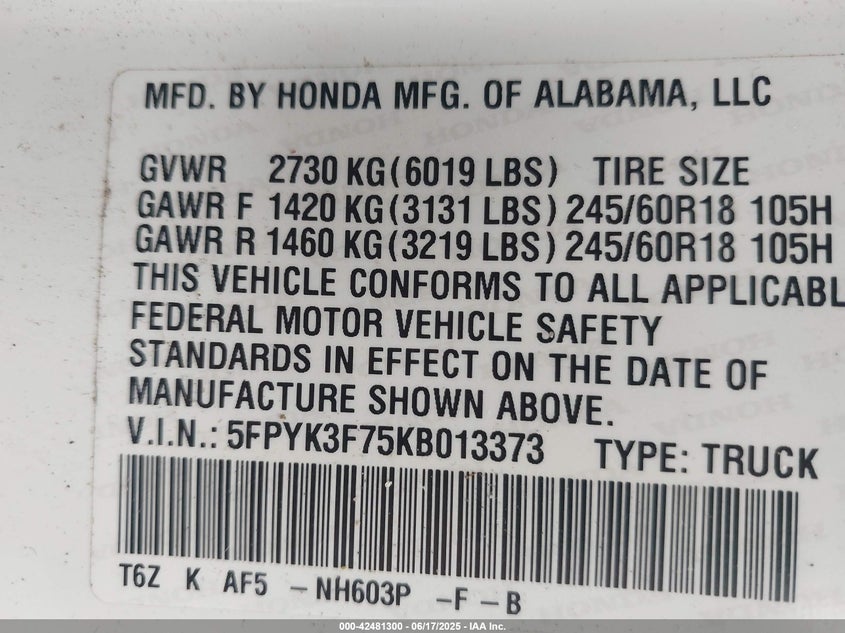 MFD. BY HONDA MFG. OF ALABAMA, LLC
GVWR 2730 KG (6019 LBS) TIRE SIZE
GAWR F 1420 KG (3131 LBS) 245/60R18 105H
GAWR R 1460 KG (3219 LBS) 245/60R18 105H
THIS VEHICLE CONFORMS TO ALL APPLICABL
FEDERAL MOTOR VEHICLE SAFETY
STANDARDS IN EFFECT ON THE DATE OF
MANUFACTURE SHOWN ABOVE.
V.I.N.: 5FPYK3F75KB013373 TYPE: TRUCK
T6Z K AF5 - NH603P - F - B
000-42481300 - 06/17/2025 - IAA Inc.